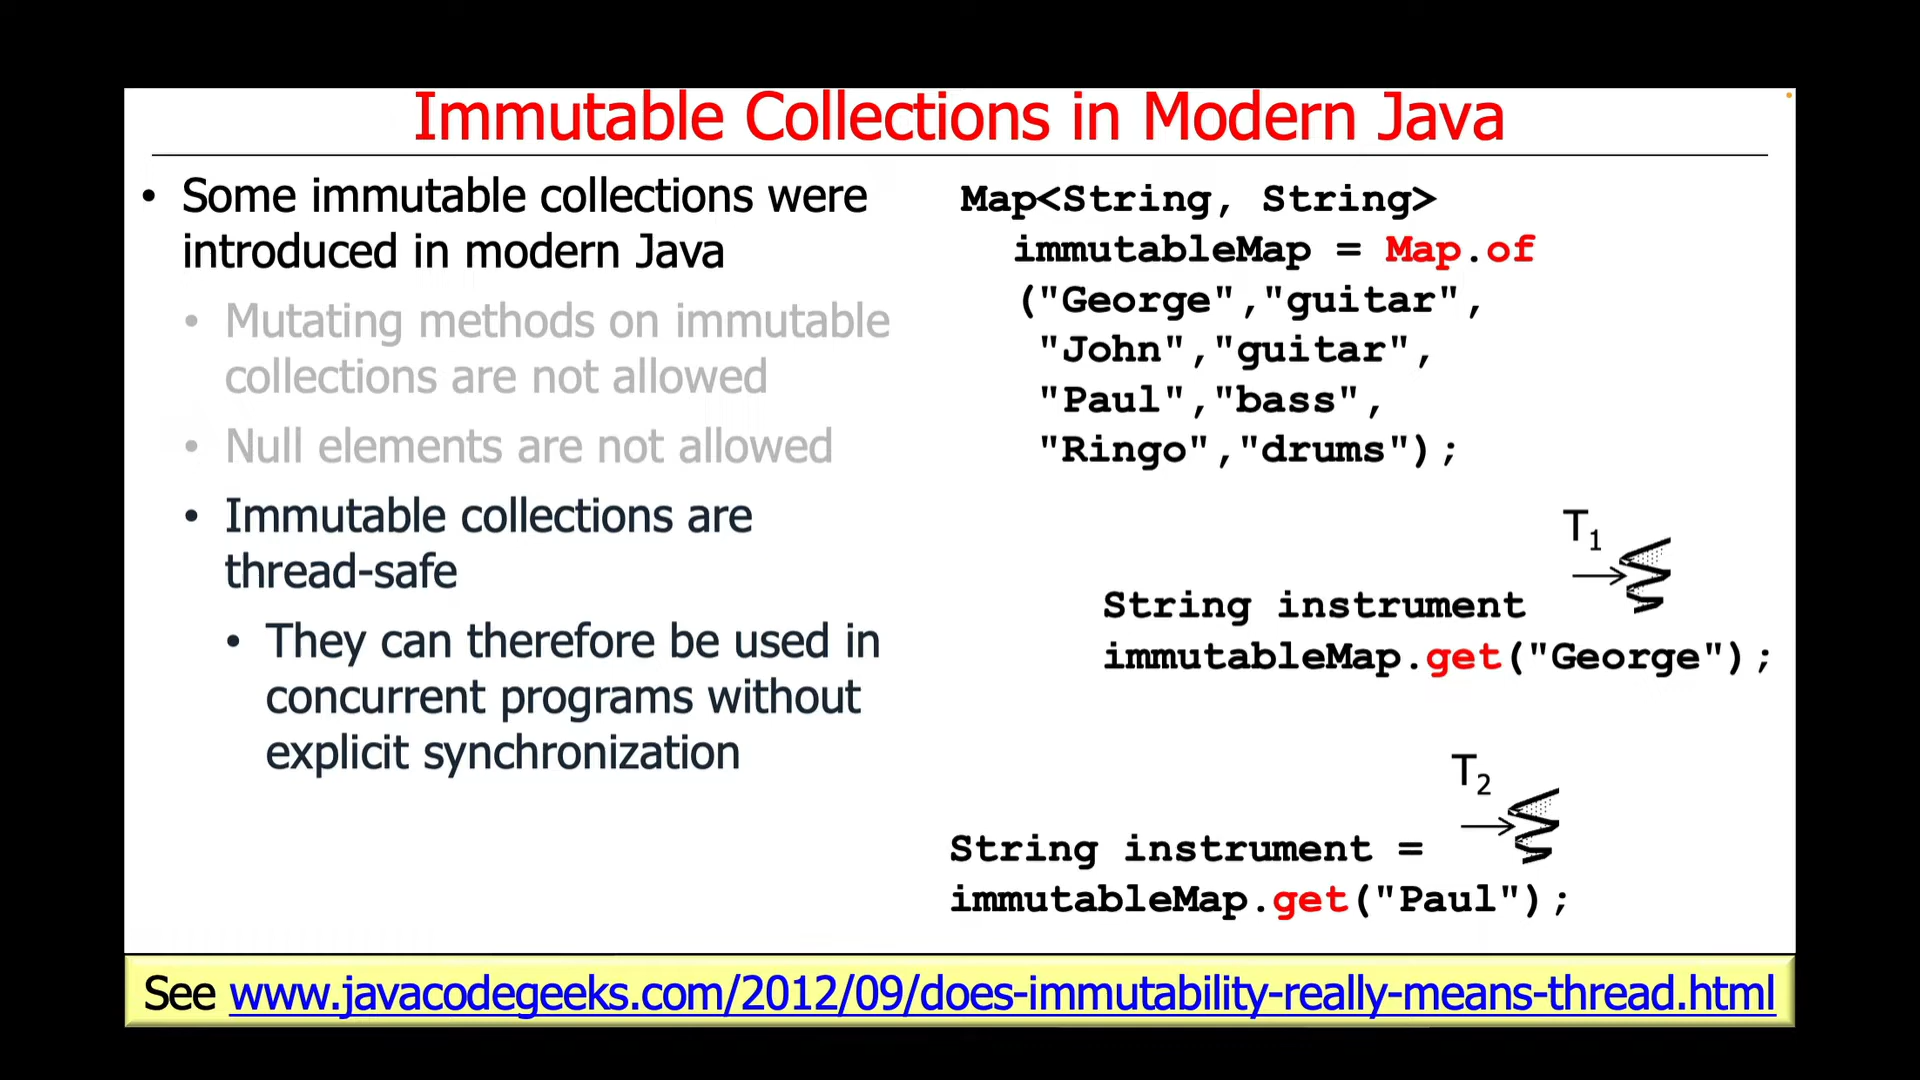 Immutable Collections in Modern Java
• Some immutable collections were
introduced in modern Java
• Mutating methods on immutable
collections are not allowed
• Null elements are not allowed
• Immutable collections are
thread-safe
• They can therefore be used in
concurrent programs without
explicit synchronization
Map<String, String>
immutableMap = Map.of
("George","guitar",
"John","guitar",
"Paul","bass",
"Ringo","drums");
T1
String instrument
immutableMap.get("George");
T2
String instrument =
immutableMap.get("Paul");
See www.javacodegeeks.com/2012/09/does-immutability-really-means-thread.html